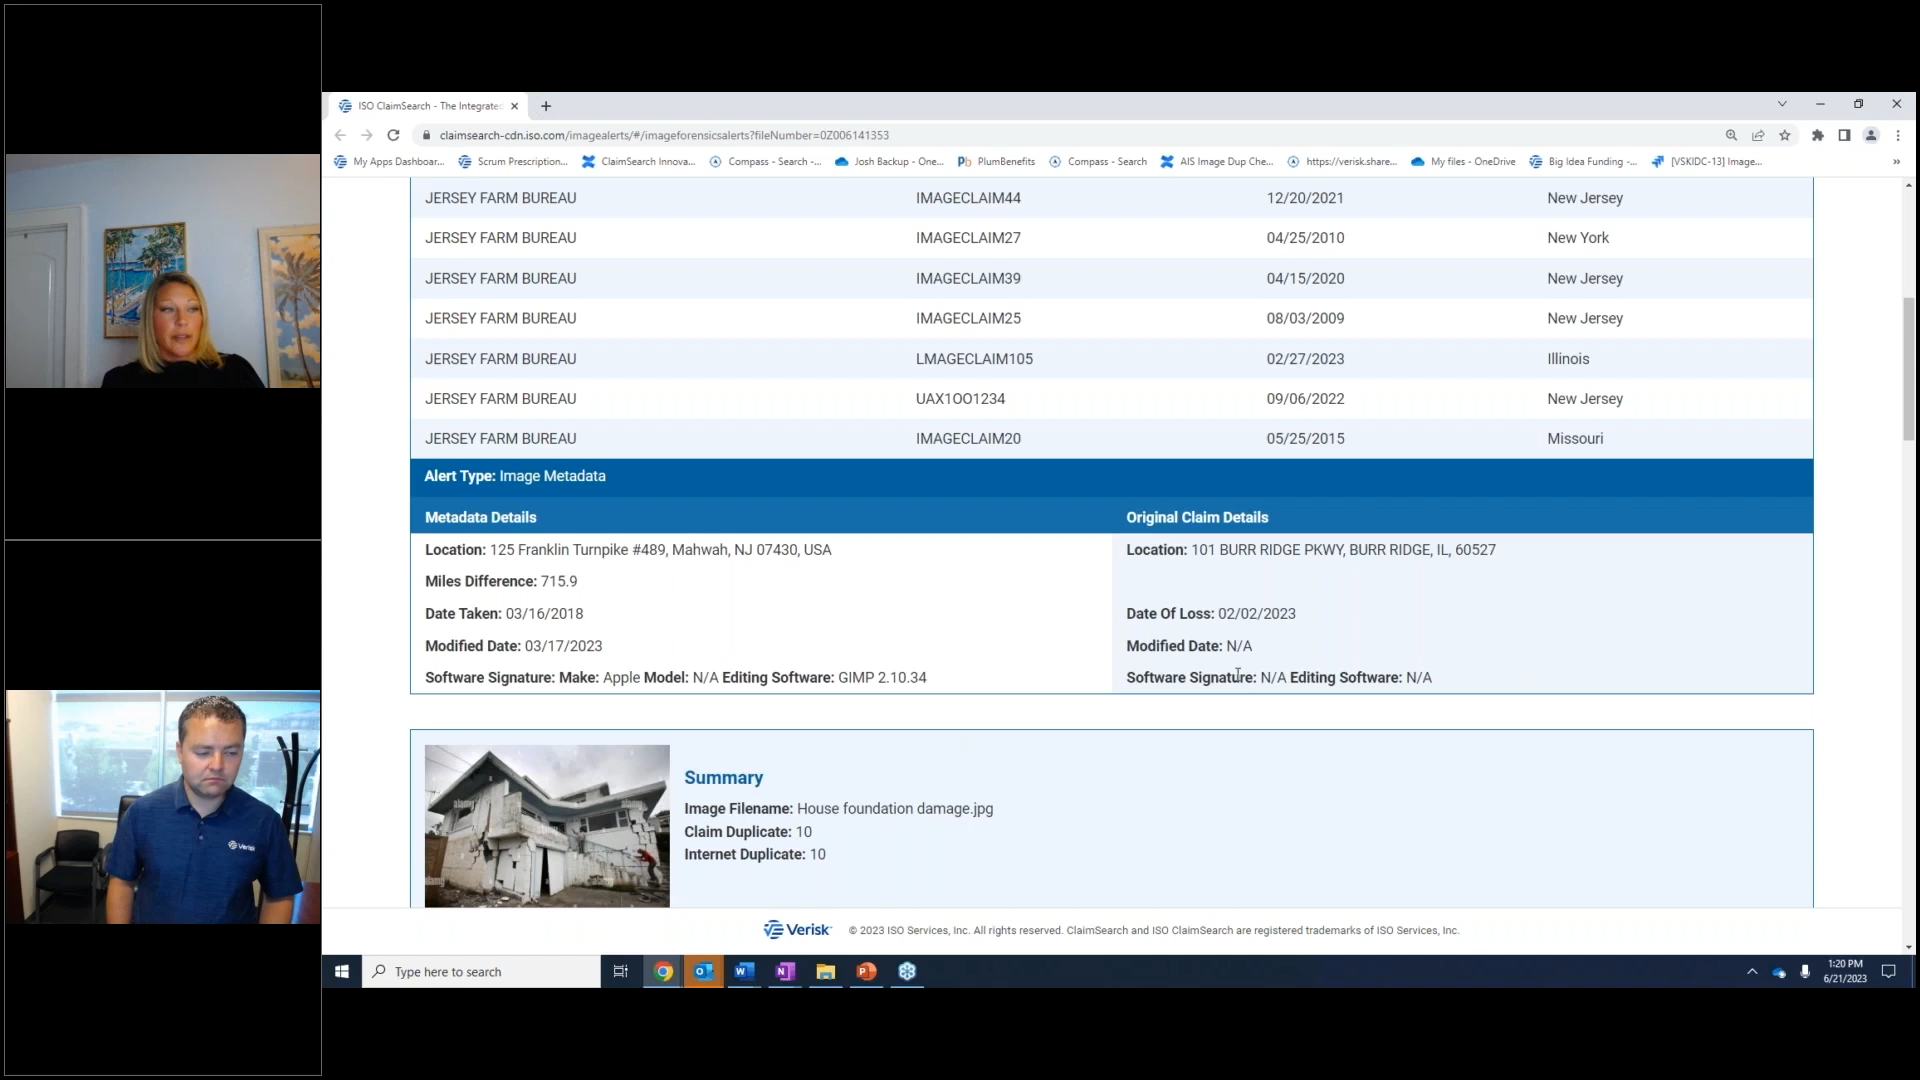 ISO ClaimSearch - The Integrated
claimsearch-cdn.iso.com/imagealerts/#/imageforensicsalerts?fileNumber=0Z006141353
My Apps Dashboar... Scrum Prescription... ClaimSearch Innova... Compass - Search -... Josh Backup - One... Pb PlumBenefits Compass - Search AIS Image Dup Che... https://verisk.share... My files - OneDrive Big Idea Funding -... [VSKIDC-13] Image... »
JERSEY FARM BUREAU IMAGECLAIM44 12/20/2021 New Jersey
JERSEY FARM BUREAU IMAGECLAIM27 04/25/2010 New York
JERSEY FARM BUREAU IMAGECLAIM39 04/15/2020 New Jersey
JERSEY FARM BUREAU IMAGECLAIM25 08/03/2009 New Jersey
JERSEY FARM BUREAU LMAGECLAIM105 02/27/2023 Illinois
JERSEY FARM BUREAU UAX1OO1234 09/06/2022 New Jersey
JERSEY FARM BUREAU IMAGECLAIM20 05/25/2015 Missouri
Alert Type: Image Metadata
Metadata Details Original Claim Details
Location: 125 Franklin Turnpike #489, Mahwah, NJ 07430, USA Location: 101 BURR RIDGE PKWY, BURR RIDGE, IL, 60527
Miles Difference: 715.9
Date Taken: 03/16/2018 Date Of Loss: 02/02/2023
Modified Date: 03/17/2023 Modified Date: N/A
Software Signature: Make: Apple Model: N/A Editing Software: GIMP 2.10.34 Software Signature: N/A Editing Software: N/A
alamy
alamy
alamy
Summary
Image Filename: House foundation damage.jpg
Claim Duplicate: 10
Internet Duplicate: 10
Verisk
Verisk © 2023 ISO Services, Inc. All rights reserved. ClaimSearch and ISO ClaimSearch are registered trademarks of ISO Services, Inc.
Type here to search
1:20 PM
6/21/2023